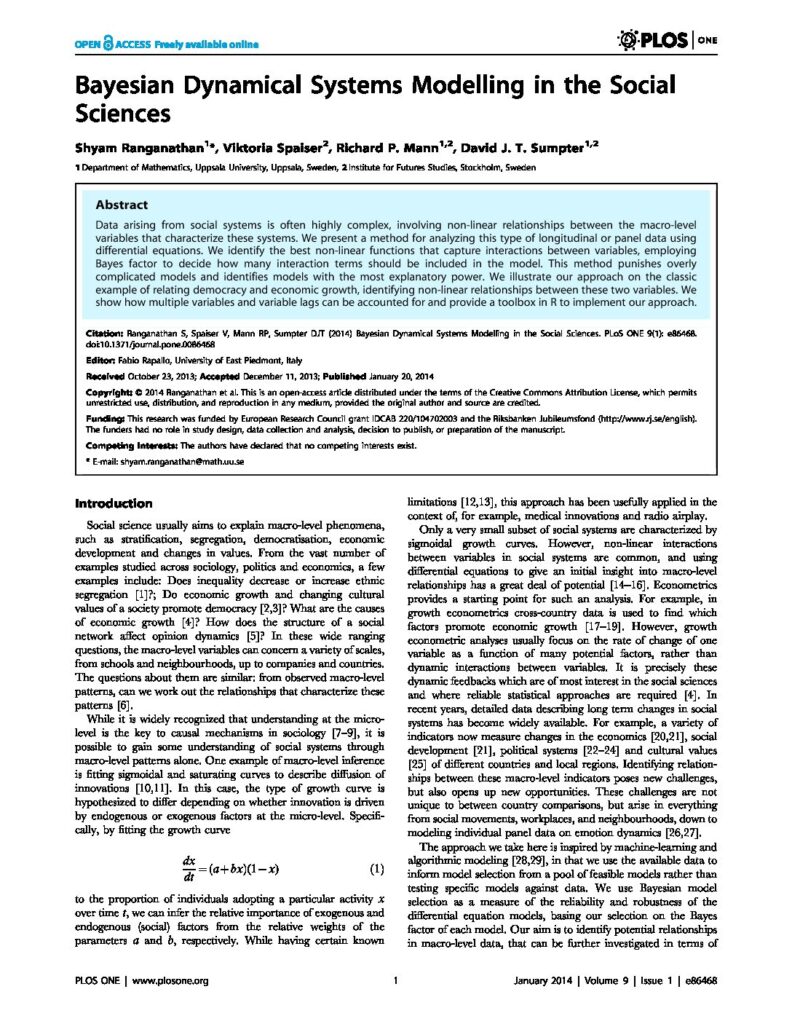 OPEN ACCESS Freely available online
PLOS ONE
Bayesian Dynamical Systems Modelling in the Social
Sciences
Shyam Ranganathan1*, Viktoria Spaiser2, Richard P. Mann1,2, David J. T. Sumpter1,2
1 Department of Mathematics, Uppsala University, Uppsala, Sweden, 2 Institute for Futures Studies, Stockholm, Sweden
Abstract
Data arising from social systems is often highly complex, involving non-linear relationships between the macro-level
variables that characterize these systems. We present a method for analyzing this type of longitudinal or panel data using
differential equations. We identify the best non-linear functions that capture interactions between variables, employing
Bayes factor to decide how many interaction terms should be included in the model. This method punishes overly
complicated models and identifies models with the most explanatory power. We illustrate our approach on the classic
example of relating democracy and economic growth, identifying non-linear relationships between these two variables. We
show how multiple variables and variable lags can be accounted for and provide a toolbox in R to implement our approach.
Citation: Ranganathan S, Spaiser V, Mann RP, Sumpter DJT (2014) Bayesian Dynamical Systems Modelling in the Social Sciences. PLoS ONE 9(1): e86468.
doi:10.1371/journal.pone.0086468
Editor: Fabio Rapallo, University of East Piedmont, Italy
Received October 23, 2013; Accepted December 11, 2013; Published January 20, 2014
Copyright: © 2014 Ranganathan et al. This is an open-access article distributed under the terms of the Creative Commons Attribution License, which permits
unrestricted use, distribution, and reproduction in any medium, provided the original author and source are credited.
Funding: This research was funded by European Research Council grant IDCAB 220/104702003 and the Riksbanken Jubileumsfond (http://www.rj.se/english).
The funders had no role in study design, data collection and analysis, decision to publish, or preparation of the manuscript.
Competing Interests: The authors have declared that no competing interests exist.
* E-mail: shyam.ranganathan@math.uu.se
Introduction
Social science usually aims to explain macro-level phenomena,
such as stratification, segregation, democratisation, economic
development and changes in values. From the vast number of
examples studied across sociology, politics and economics, a few
examples include: Does inequality decrease or increase ethnic
segregation [1]?; Do economic growth and changing cultural
values of a society promote democracy [2,3]? What are the causes
of economic growth [4]? How does the structure of a social
network affect opinion dynamics [5]? In these wide ranging
questions, the macro-level variables can concern a variety of scales,
from schools and neighbourhoods, up to companies and countries.
The questions about them are similar: from observed macro-level
patterns, can we work out the relationships that characterize these
patterns [6].
While it is widely recognized that understanding at the micro-
level is the key to causal mechanisms in sociology [7–9], it is
possible to gain some understanding of social systems through
macro-level patterns alone. One example of macro-level inference
is fitting sigmoidal and saturating curves to describe diffusion of
innovations [10,11]. In this case, the type of growth curve is
hypothesized to differ depending on whether innovation is driven
by endogenous or exogenous factors at the micro-level. Specifi-
cally, by fitting the growth curve
dx/dt = (a+bx)(1−x) (1)
to the proportion of individuals adopting a particular activity x
over time t, we can infer the relative importance of exogenous and
endogenous (social) factors from the relative weights of the
parameters a and b, respectively. While having certain known
limitations [12,13], this approach has been usefully applied in the
context of, for example, medical innovations and radio airplay.
Only a very small subset of social systems are characterized by
sigmoidal growth curves. However, non-linear interactions
between variables in social systems are common, and using
differential equations to give an initial insight into macro-level
relationships has a great deal of potential [14–16]. Econometrics
provides a starting point for such an analysis. For example, in
growth econometrics cross-country data is used to find which
factors promote economic growth [17–19]. However, growth
econometric analyses usually focus on the rate of change of one
variable as a function of many potential factors, rather than
dynamic interactions between variables. It is precisely these
dynamic feedbacks which are of most interest in the social sciences
and where reliable statistical approaches are required [4]. In
recent years, detailed data describing long term changes in social
systems has become widely available. For example, a variety of
indicators now measure changes in the economics [20,21], social
development [21], political systems [22–24] and cultural values
[25] of different countries and local regions. Identifying relation-
ships between these macro-level indicators poses new challenges,
but also opens up new opportunities. These challenges are not
unique to between country comparisons, but arise in everything
from social movements, workplaces, and neighbourhoods, down to
modeling individual panel data on emotion dynamics [26,27].
The approach we take here is inspired by machine-learning and
algorithmic modeling [28,29], in that we use the available data to
inform model selection from a pool of feasible models rather than
testing specific models against data. We use Bayesian model
selection as a measure of the reliability and robustness of the
differential equation models, basing our selection on the Bayes
factor of each model. Our aim is to identify potential relationships
in macro-level data, that can be further investigated in terms of
PLOS ONE | www.plosone.org
1
January 2014 | Volume 9 | Issue 1 | e86468